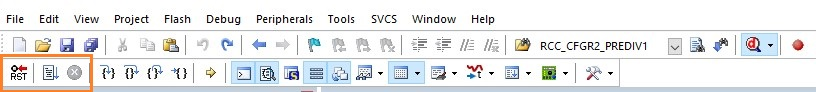 File Edit View Project Flash Debug Peripherals Tools SVCS Window Help
RCC_CFGR2_PREDIV1
RST